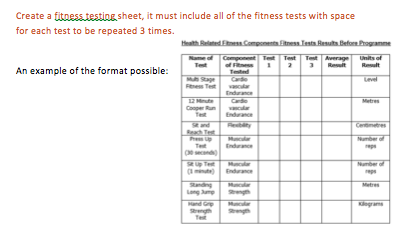 Create a fitness testing sheet, it must include all of the fitness tests with space
for each test to be repeated 3 times.
Health Related Fitness Components Fitness Tests Results Before Programme
An example of the format possible:
Name of Test | Component of Fitness Tested | Test 1 | Test 2 | Test 3 | Average Result | Units of Result
Multi Stage Fitness Test | Cardio vascular Endurance | Level
12 Minute Cooper Run Test | Cardio vascular Endurance | Metres
Sit and Reach Test | Flexibility | Centimetres
Press Up Test (30 seconds) | Muscular Endurance | Number of reps
Sit Up Test (1 minute) | Muscular Endurance | Number of reps
Standing Long Jump | Muscular Strength | Metres
Hand Grip Strength Test | Muscular Strength | Kilograms